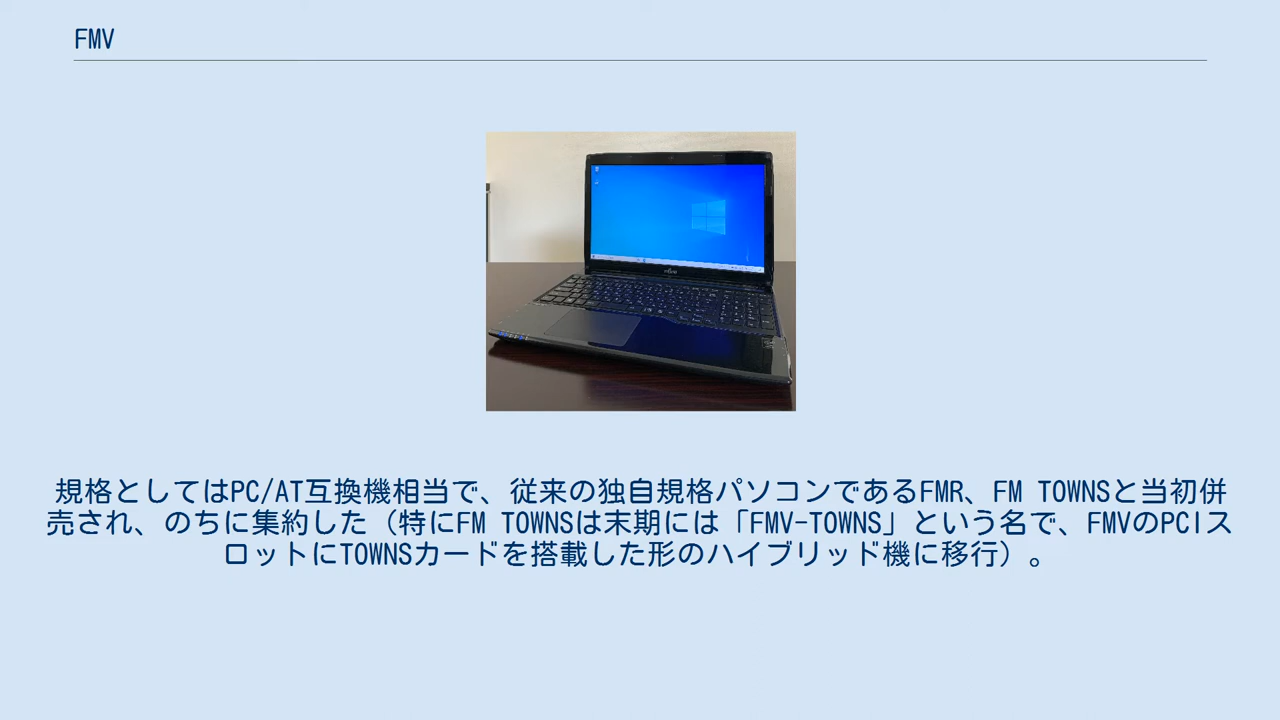 FMV
規格としてはPC/AT互換機相当で、従来の独自規格パソコンであるFMR、FM TOWNSと当初併
売され、のちに集約した（特にFM TOWNSは末期には「FMV-TOWNS」という名で、FMVのPCIス
ロットにTOWNSカードを搭載した形のハイブリッド機に移行）。